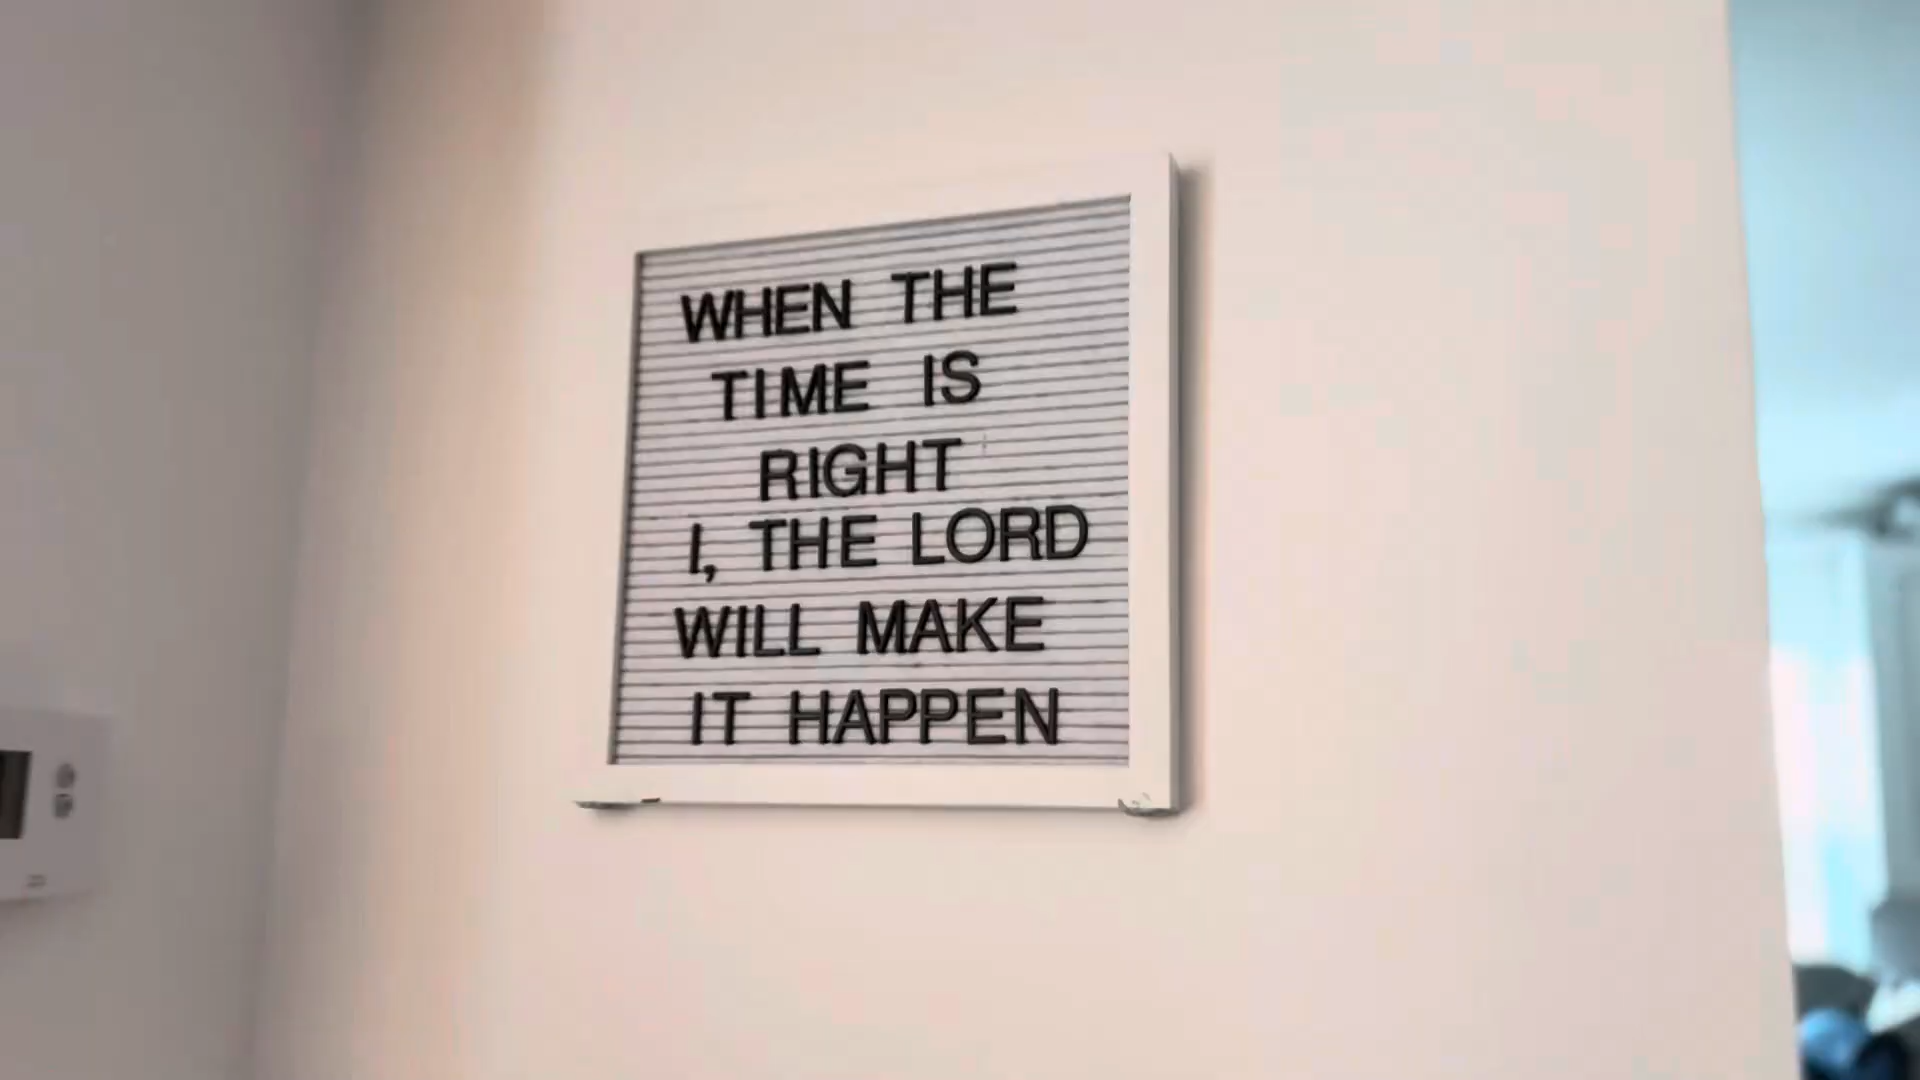 WHEN THE
TIME IS
RIGHT
I, THE LORD
WILL MAKE
IT HAPPEN